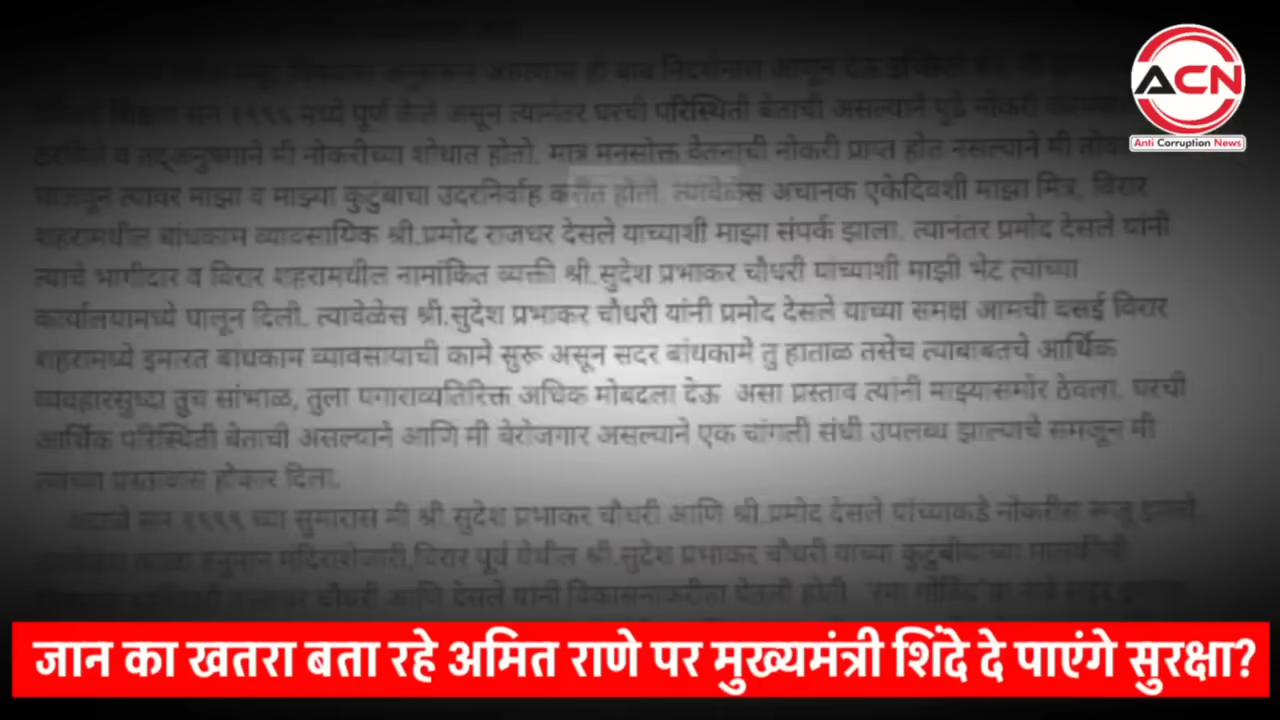 ACN
Anti Corruption News
सन १९९६ मध्ये पूर्ण केले असून त्यानंतर घरची परिस्थिती बेताची असल्याने पुढे नोकरी
व तद्अनुषंगाने मी नोकरीच्या शोधात होतो. मात्र मनसोक्त वेतनाची नोकरी प्राप्त होत नसल्याने मी
त्यावर माझा व माझ्या कुटुंबाचा उदरनिर्वाह करीत होतो. त्यावेळेस अचानक एकेदिवशी माझा मित्र, विरार
शहरामधील बांधकाम व्यावसायिक श्री.प्रमोद राजधर देसले याच्याशी माझा संपर्क झाला. त्यानंतर प्रमोद देसले यांनी
त्याचे भागीदार व विरार शहरामधील नामांकित व्यक्ती श्री.सुदेश प्रभाकर चौधरी यांच्याशी माझी भेट त्यांच्या
कार्यालयामध्ये घालून दिली. त्यावेळेस श्री.सुदेश प्रभाकर चौधरी यांनी प्रमोद देसले याच्या समक्ष आमची वसई विरार
शहरामध्ये इमारत बांधकाम व्यावसायाची कामे सुरू असून सदर बांधकामे तु हाताळ तसेच त्याबाबतचे आर्थिक
व्यवहारसुध्दा तुच सांभाळ, तुला पगाराव्यतिरिक्त अधिक मोबदला देऊ असा प्रस्ताव त्यांनी माझ्यासमोर ठेवला. घरची
आर्थिक परिस्थिती बेताची असल्याने आणि मी बेरोजगार असल्याने एक चांगली संधी उपलब्ध झाल्याचे समजून मी
त्यांच्या प्रस्तावास होकार दिला.
सन १९९९ च्या सुमारास मी श्री.सुदेश प्रभाकर चौधरी आणि श्री.प्रमोद देसले यांच्याकडे नोकरीस रूजू झालो
हनुमान मंदिराशेजारी,विरार पूर्व येथील श्री.सुदेश प्रभाकर चौधरी यांच्या कुटुंबीयांच्या मालकीची
चौधरी आणि देसले यांनी विकासनाकरीता घेतली होती
जान का खतरा बता रहे अमित राणे पर मुख्यमंत्री शिंदे दे पाएंगे सुरक्षा?